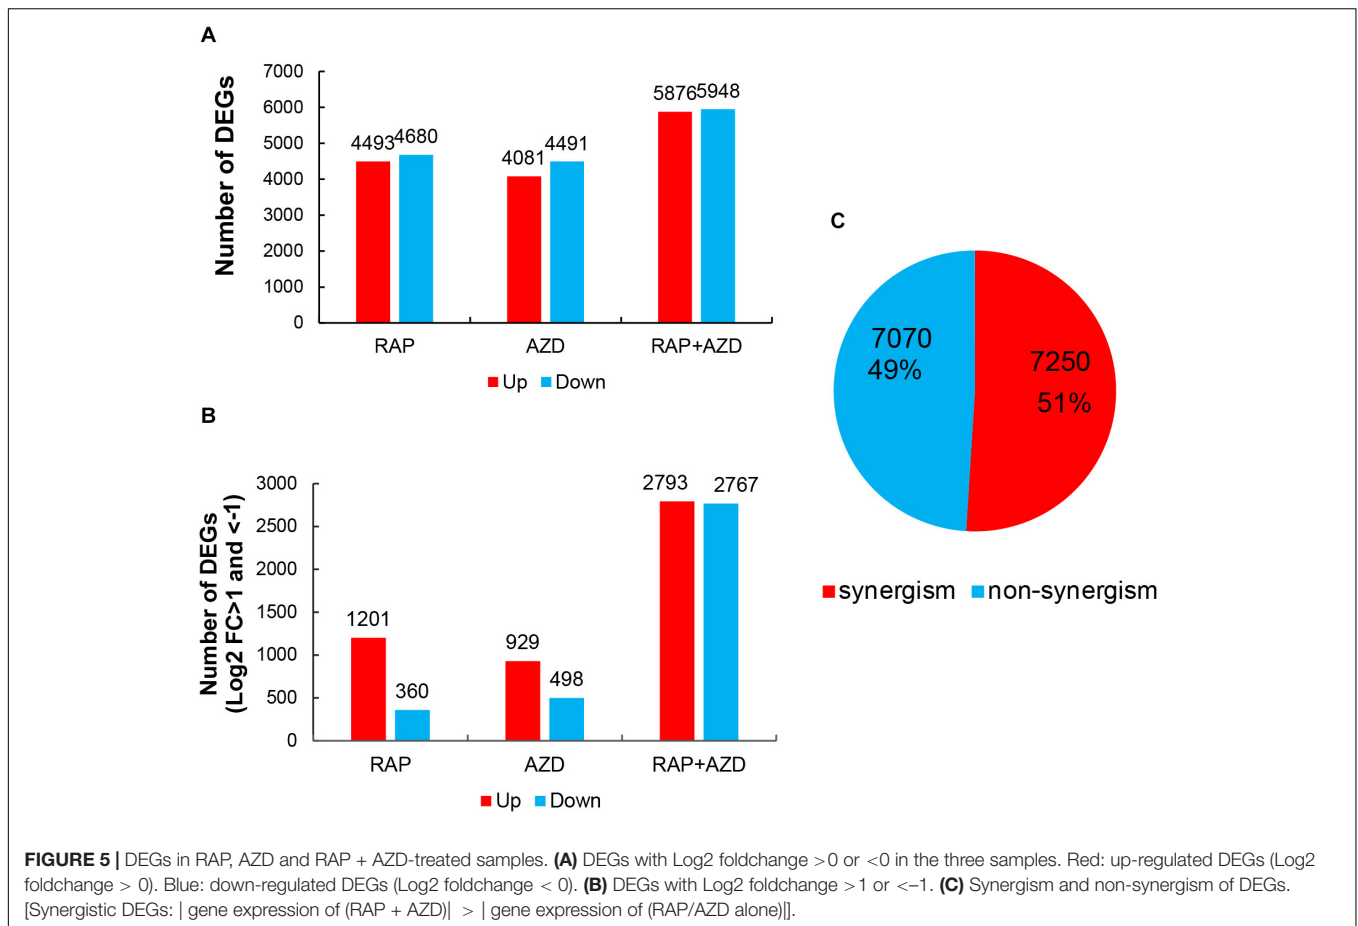 A
Number of DEGs
7000
6000
5000
4000
3000
2000
1000
0
4493 4680
4081 4491
5876 5948
RAP AZD RAP+AZD
Up Down
B
Number of DEGs
(Log2 FC>1 and <-1)
3000
2500
2000
1500
1000
500
0
1201 360
929 498
2793 2767
RAP AZD RAP+AZD
Up Down
C
7070
49%
7250
51%
synergism non-synergism
FIGURE 5 | DEGs in RAP, AZD and RAP + AZD-treated samples. (A) DEGs with Log2 foldchange >0 or <0 in the three samples. Red: up-regulated DEGs (Log2
foldchange > 0). Blue: down-regulated DEGs (Log2 foldchange < 0). (B) DEGs with Log2 foldchange >1 or <–1. (C) Synergism and non-synergism of DEGs.
[Synergistic DEGs: | gene expression of (RAP + AZD)| > | gene expression of (RAP/AZD alone)|].